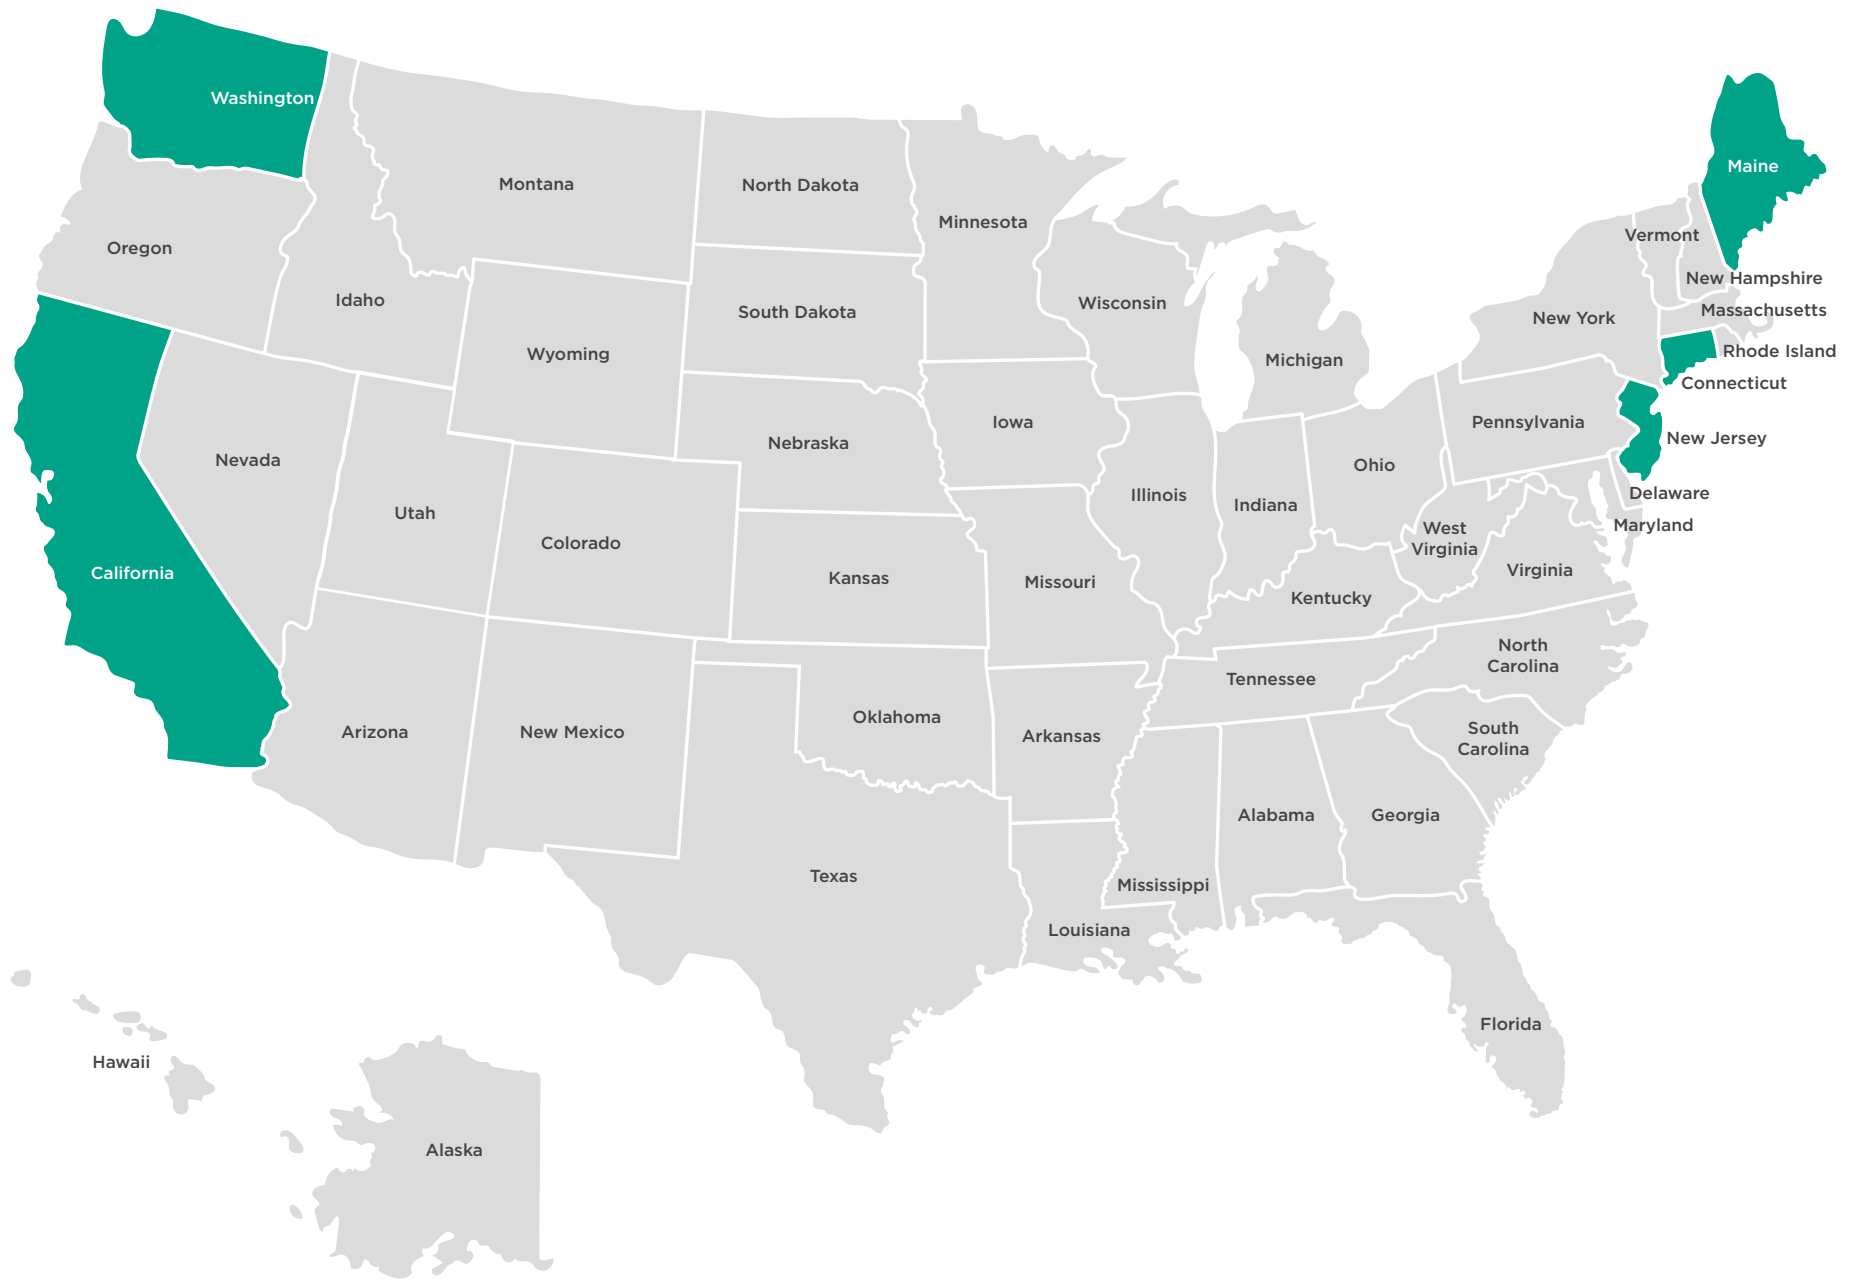 Washington
Maine
Montana
North Dakota
Minnesota
Vermont
Oregon
New Hampshire
Idaho
Wisconsin
Massachusetts
South Dakota
New York
Wyoming
Michigan
Rhode Island
Connecticut
Iowa
Pennsylvania
New Jersey
Nebraska
Nevada
Ohio
Illinois
Delaware
Indiana
Utah
Maryland
West
Virginia
Colorado
Virginia
California
Kansas
Missouri
Kentucky
North
Carolina
Tennessee
Oklahoma
Arizona
New Mexico
Arkansas
South
Carolina
Alabama
Georgia
Texas
Mississippi
Louisiana
Florida
Hawaii
Alaska